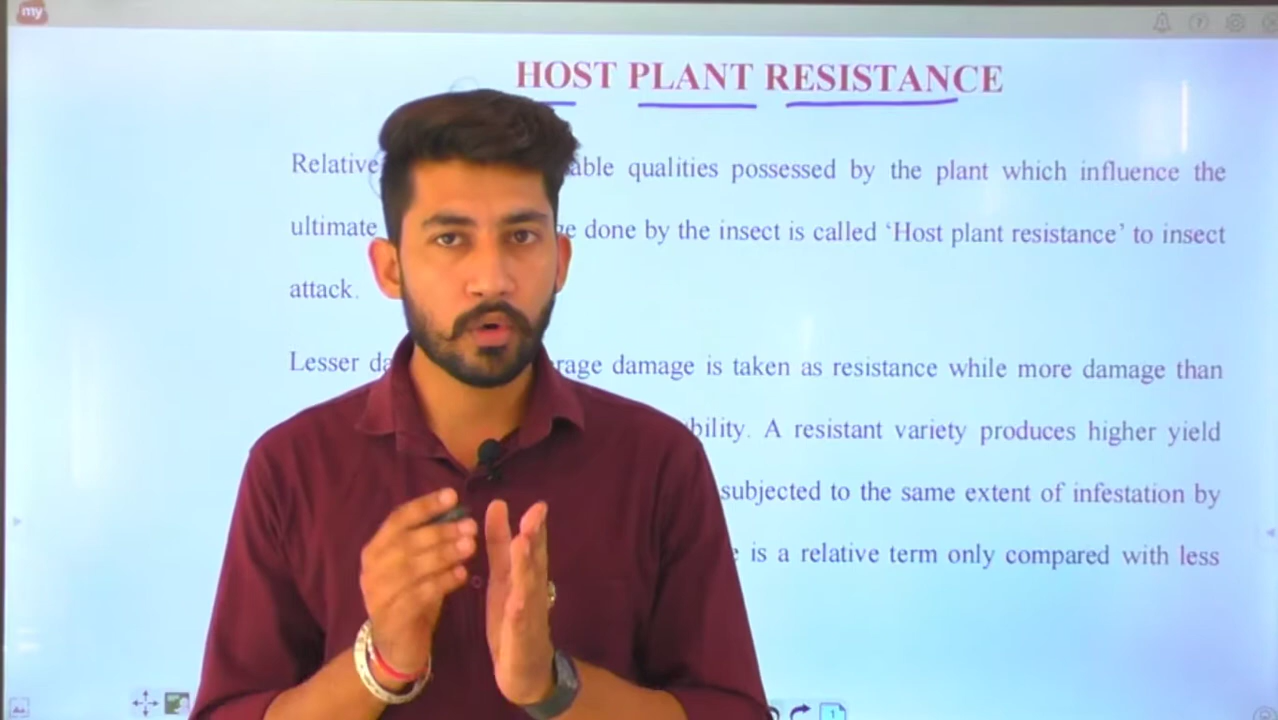 my
HOST PLANT RESISTANCE
Relative able qualities possessed by the plant which influence the
ultimate ge done by the insect is called ‘Host plant resistance’ to insect
attack.
Lesser da rage damage is taken as resistance while more damage than
bility. A resistant variety produces higher yield
subjected to the same extent of infestation by
is a relative term only compared with less
1